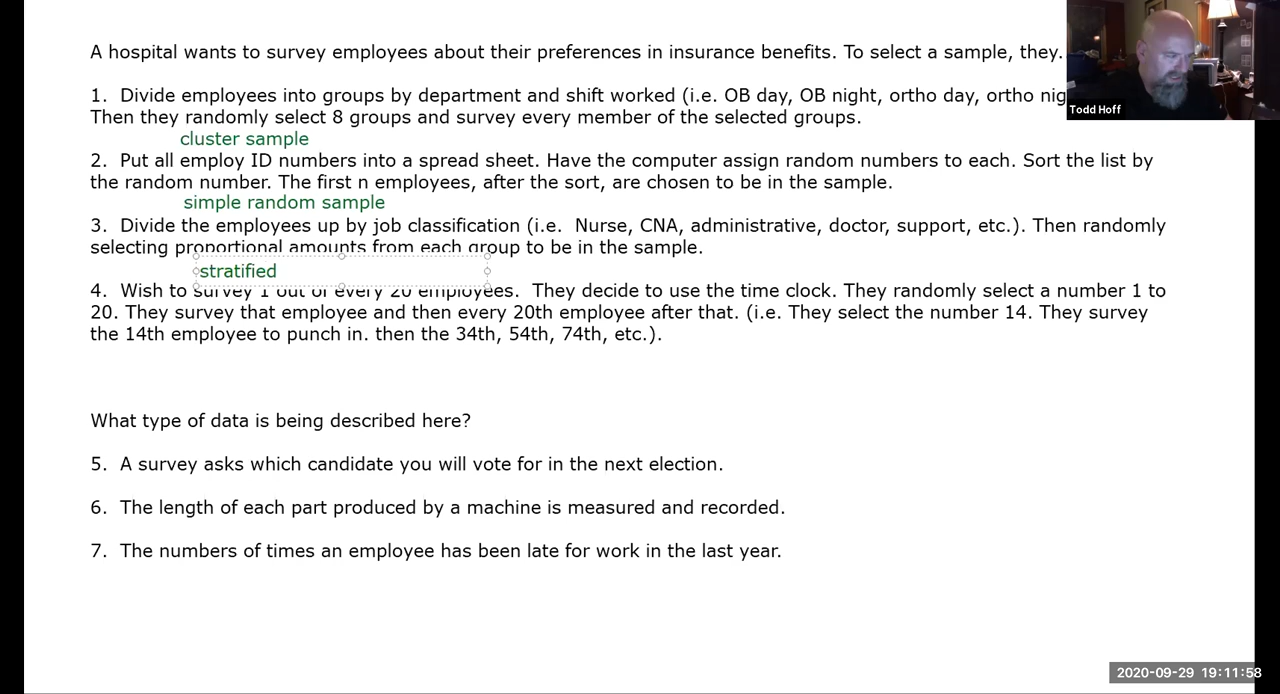 A hospital wants to survey employees about their preferences in insurance benefits. To select a sample, they.
Todd Hoff
1. Divide employees into groups by department and shift worked (i.e. OB day, OB night, ortho day, ortho
Then they randomly select 8 groups and survey every member of the selected groups.
cluster sample
2. Put all employ ID numbers into a spread sheet. Have the computer assign random numbers to each. Sort the list by
the random number. The first n employees, after the sort, are chosen to be in the sample.
simple random sample
3. Divide the employees up by job classification (i.e. Nurse, CNA, administrative, doctor, support, etc.). Then randomly
selecting proportional amounts from each group to be in the sample.
stratified
4. Wish to survey 1 out of every 20 employees. They decide to use the time clock. They randomly select a number 1 to
20. They survey that employee and then every 20th employee after that. (i.e. They select the number 14. They survey
the 14th employee to punch in. then the 34th, 54th, 74th, etc.).
What type of data is being described here?
5. A survey asks which candidate you will vote for in the next election.
6. The length of each part produced by a machine is measured and recorded.
7. The numbers of times an employee has been late for work in the last year.
2020-09-29 19:11:58